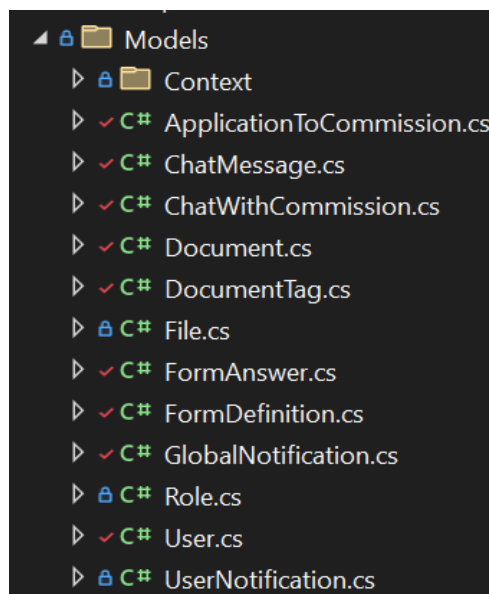 Models
Context
C# ApplicationToCommission.cs
C# ChatMessage.cs
C# ChatWithCommission.cs
C# Document.cs
C# DocumentTag.cs
C# File.cs
C# FormAnswer.cs
C# FormDefinition.cs
C# GlobalNotification.cs
C# Role.cs
C# User.cs
C# UserNotification.cs